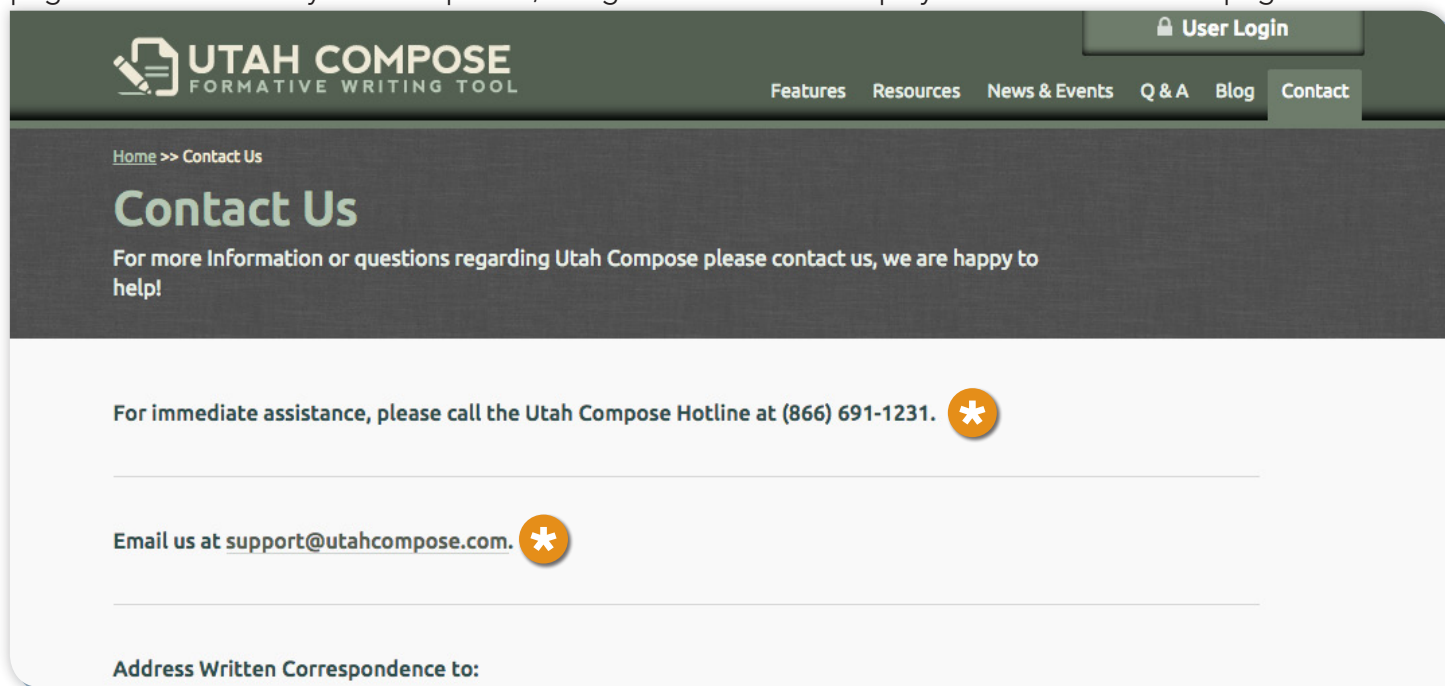 User Login
UTAH COMPOSE
FORMATIVE WRITING TOOL
Features Resources News & Events Q & A Blog Contact
Home >> Contact Us
Contact Us
For more Information or questions regarding Utah Compose please contact us, we are happy to
help!
For immediate assistance, please call the Utah Compose Hotline at (866) 691-1231. *
Email us at support@utahcompose.com. *
Address Written Correspondence to: